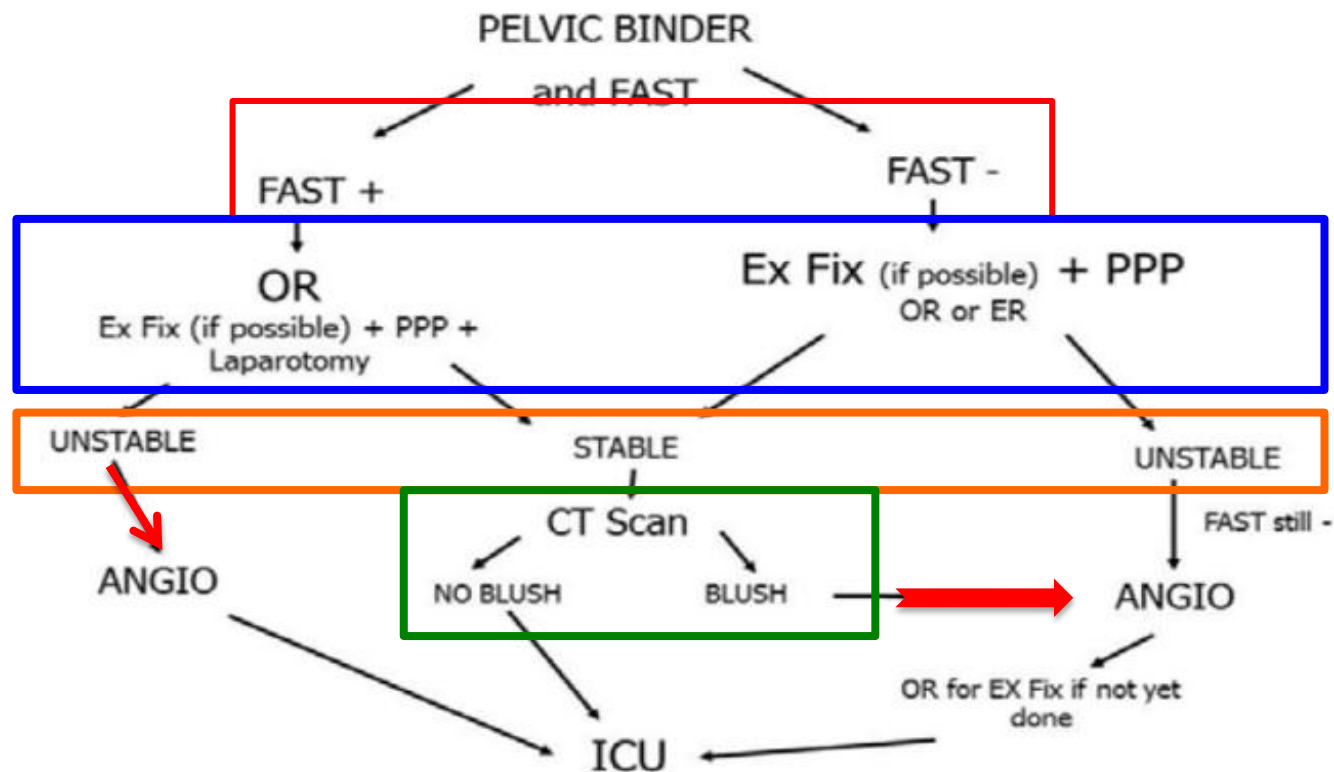 PELVIC BINDER
and FAST
FAST +
FAST -
OR
Ex Fix (if possible) + PPP +
Laparotomy
Ex Fix (if possible) + PPP
OR or ER
UNSTABLE
STABLE
UNSTABLE
CT Scan
FAST still -
ANGIO
NO BLUSH
BLUSH
ANGIO
OR for EX Fix if not yet
done
ICU